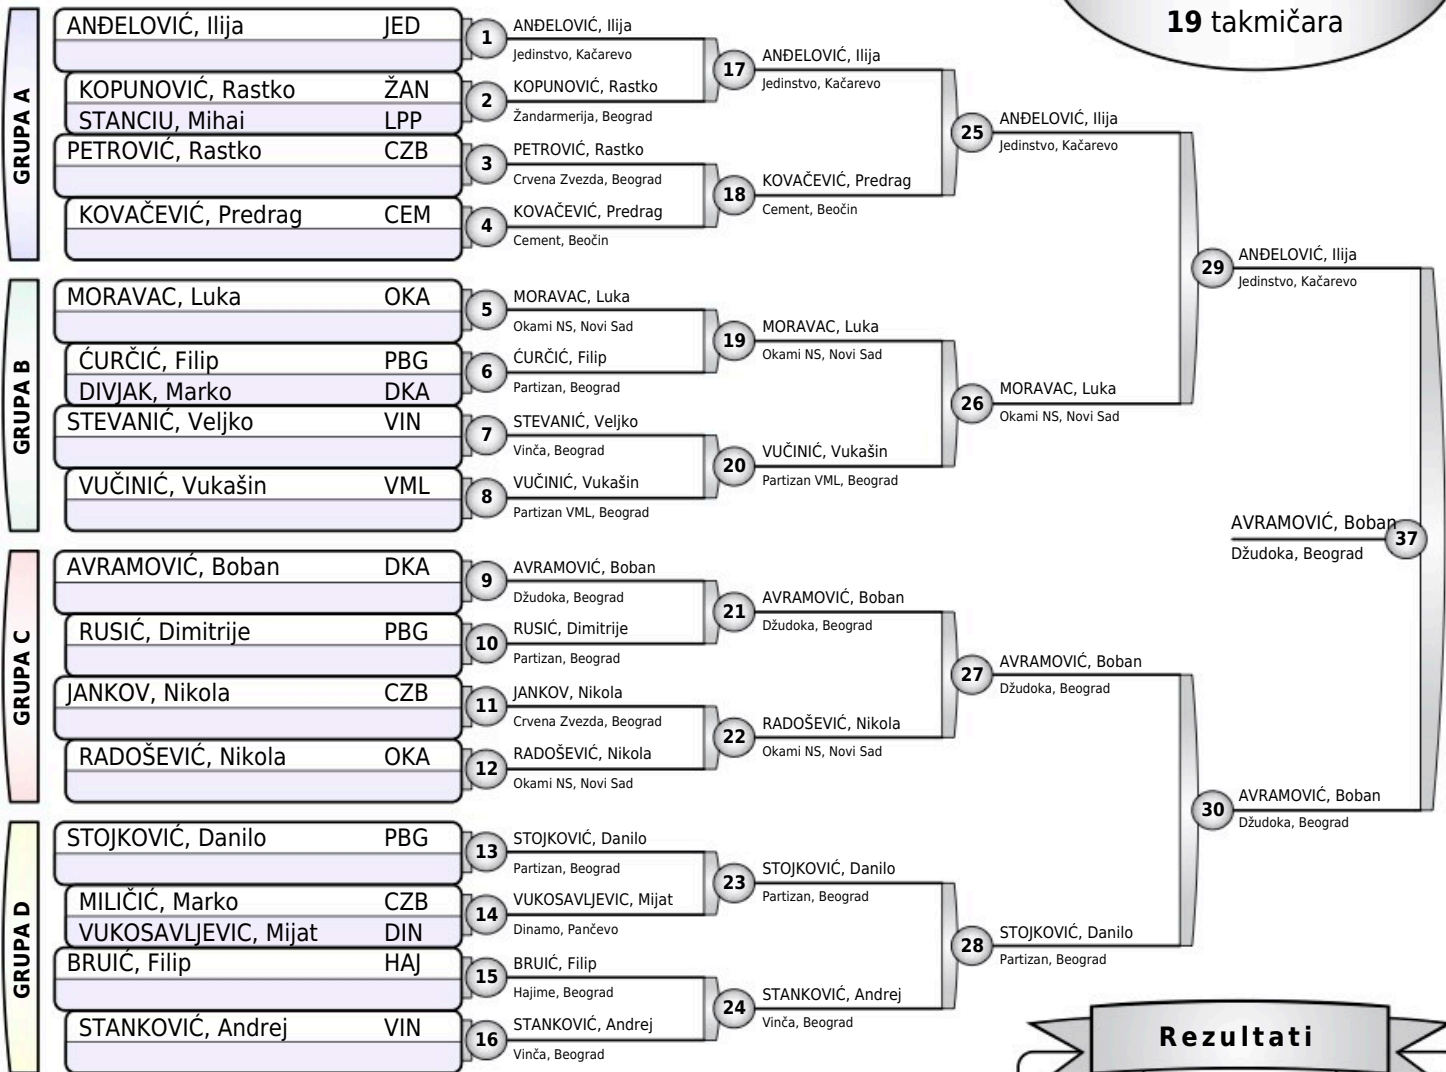 19 takmičara
GRUPA A
ANĐELOVIĆ, Ilija JED
KOPUNOVIĆ, Rastko ŽAN
STANCIU, Mihai LPP
PETROVIĆ, Rastko CZB
KOVAČEVIĆ, Predrag CEM
GRUPA B
MORAVAC, Luka OKA
ĆURČIĆ, Filip PBG
DIVJAK, Marko DKA
STEVANIĆ, Veljko VIN
VUČINIĆ, Vukašin VML
GRUPA C
AVRAMOVIĆ, Boban DKA
RUSIĆ, Dimitrije PBG
JANKOV, Nikola CZB
RADOŠEVIĆ, Nikola OKA
GRUPA D
STOJKOVIĆ, Danilo PBG
MILIČIĆ, Marko CZB
VUKOSAVLJEVIC, Mijat DIN
BRUIĆ, Filip HAJ
STANKOVIĆ, Andrej VIN
1 ANĐELOVIĆ, Ilija
Jedinstvo, Kačarevo
2 KOPUNOVIĆ, Rastko
Žandarmerija, Beograd
3 PETROVIĆ, Rastko
Crvena Zvezda, Beograd
4 KOVAČEVIĆ, Predrag
Cement, Beočin
5 MORAVAC, Luka
Okami NS, Novi Sad
6 ĆURČIĆ, Filip
Partizan, Beograd
7 STEVANIĆ, Veljko
Vinča, Beograd
8 VUČINIĆ, Vukašin
Partizan VML, Beograd
9 AVRAMOVIĆ, Boban
Džudoka, Beograd
10 RUSIĆ, Dimitrije
Partizan, Beograd
11 JANKOV, Nikola
Crvena Zvezda, Beograd
12 RADOŠEVIĆ, Nikola
Okami NS, Novi Sad
13 STOJKOVIĆ, Danilo
Partizan, Beograd
14 VUKOSAVLJEVIC, Mijat
Dinamo, Pančevo
15 BRUIĆ, Filip
Hajime, Beograd
16 STANKOVIĆ, Andrej
Vinča, Beograd
17 ANĐELOVIĆ, Ilija
Jedinstvo, Kačarevo
18 KOVAČEVIĆ, Predrag
Cement, Beočin
19 MORAVAC, Luka
Okami NS, Novi Sad
20 VUČINIĆ, Vukašin
Partizan VML, Beograd
21 AVRAMOVIĆ, Boban
Džudoka, Beograd
22 RADOŠEVIĆ, Nikola
Okami NS, Novi Sad
23 STOJKOVIĆ, Danilo
Partizan, Beograd
24 STANKOVIĆ, Andrej
Vinča, Beograd
25 ANĐELOVIĆ, Ilija
Jedinstvo, Kačarevo
26 MORAVAC, Luka
Okami NS, Novi Sad
27 AVRAMOVIĆ, Boban
Džudoka, Beograd
28 STOJKOVIĆ, Danilo
Partizan, Beograd
29 ANĐELOVIĆ, Ilija
Jedinstvo, Kačarevo
30 AVRAMOVIĆ, Boban
Džudoka, Beograd
AVRAMOVIĆ, Boban 37
Džudoka, Beograd
Rezultati